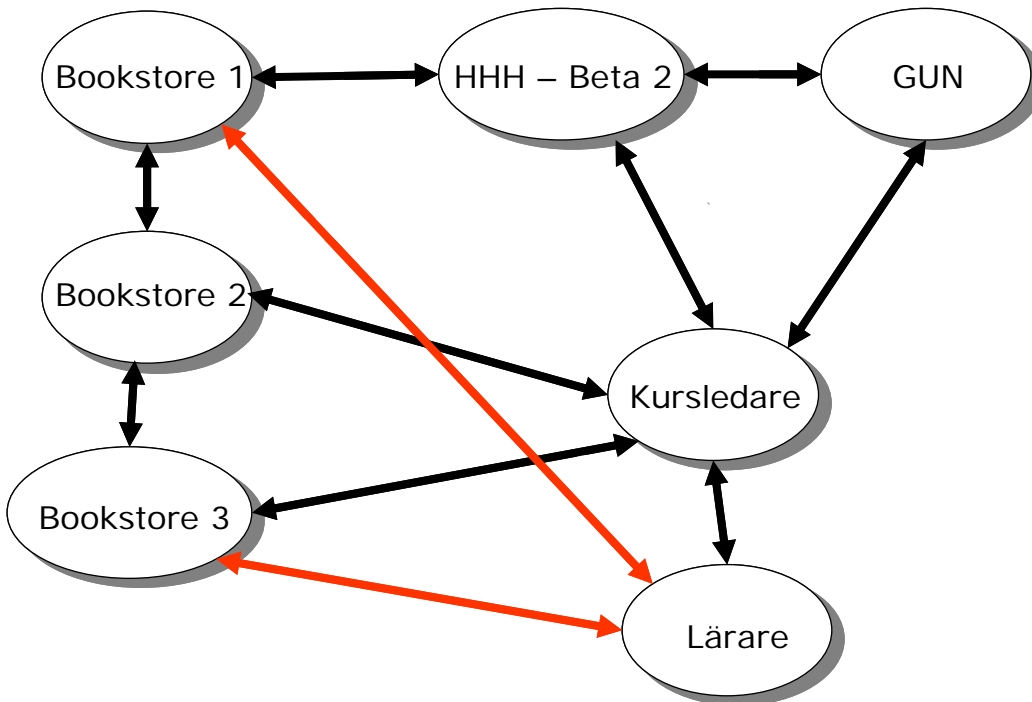 Bookstore 1
HHH – Beta 2
GUN
Bookstore 2
Kursledare
Bookstore 3
Lärare